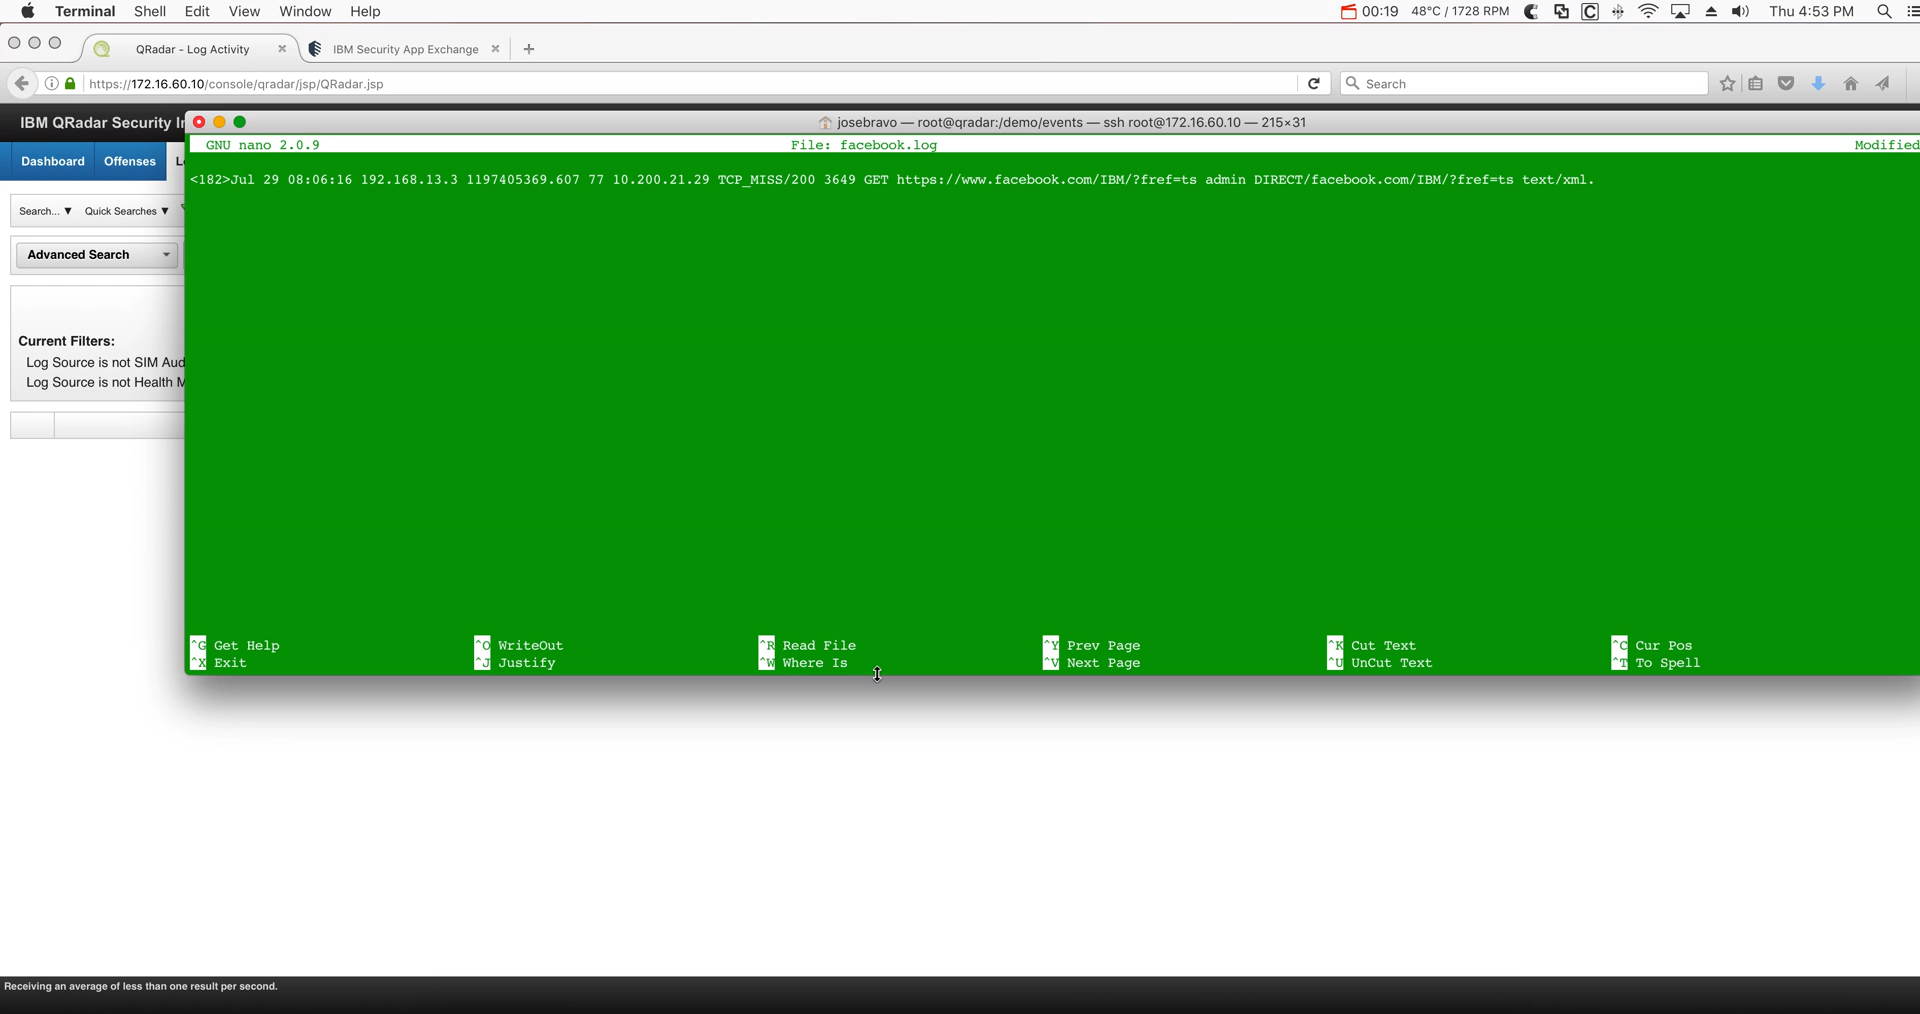 Terminal Shell Edit View Window Help 00:19 48°C / 1728 RPM Thu 4:53 PM
QRadar - Log Activity IBM Security App Exchange
https://172.16.60.10/console/qradar/jsp/QRadar.jsp Search
IBM QRadar Security
josebravo — root@qradar:/demo/events — ssh root@172.16.60.10 — 215×31
GNU nano 2.0.9 File: facebook.log Modified
Dashboard Offenses
<182>Jul 29 08:06:16 192.168.13.3 1197405369.607 77 10.200.21.29 TCP_MISS/200 3649 GET https://www.facebook.com/IBM/?fref=ts admin DIRECT/facebook.com/IBM/?fref=ts text/xml.
Search... ▼ Quick Searches ▼
Advanced Search
Current Filters:
Log Source is not SIM Aud
Log Source is not Health M
^G Get Help ^O WriteOut ^R Read File ^Y Prev Page ^K Cut Text ^C Cur Pos
^X Exit ^J Justify ^W Where Is ^V Next Page ^U UnCut Text ^T To Spell
Receiving an average of less than one result per second.